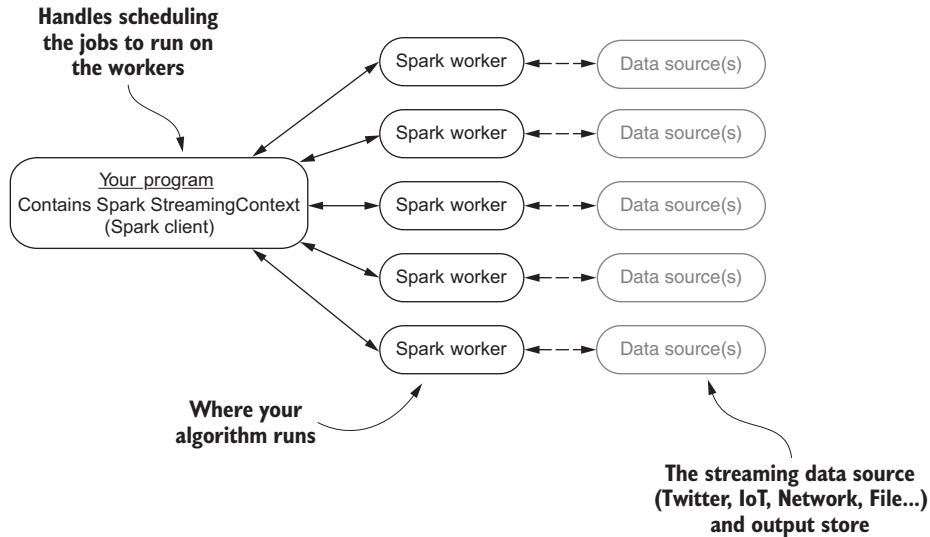 Handles scheduling
the jobs to run on
the workers
Your program
Contains Spark StreamingContext
(Spark client)
Spark worker
Data source(s)
Spark worker
Data source(s)
Spark worker
Data source(s)
Spark worker
Data source(s)
Spark worker
Data source(s)
Where your
algorithm runs
The streaming data source
(Twitter, IoT, Network, File...)
and output store